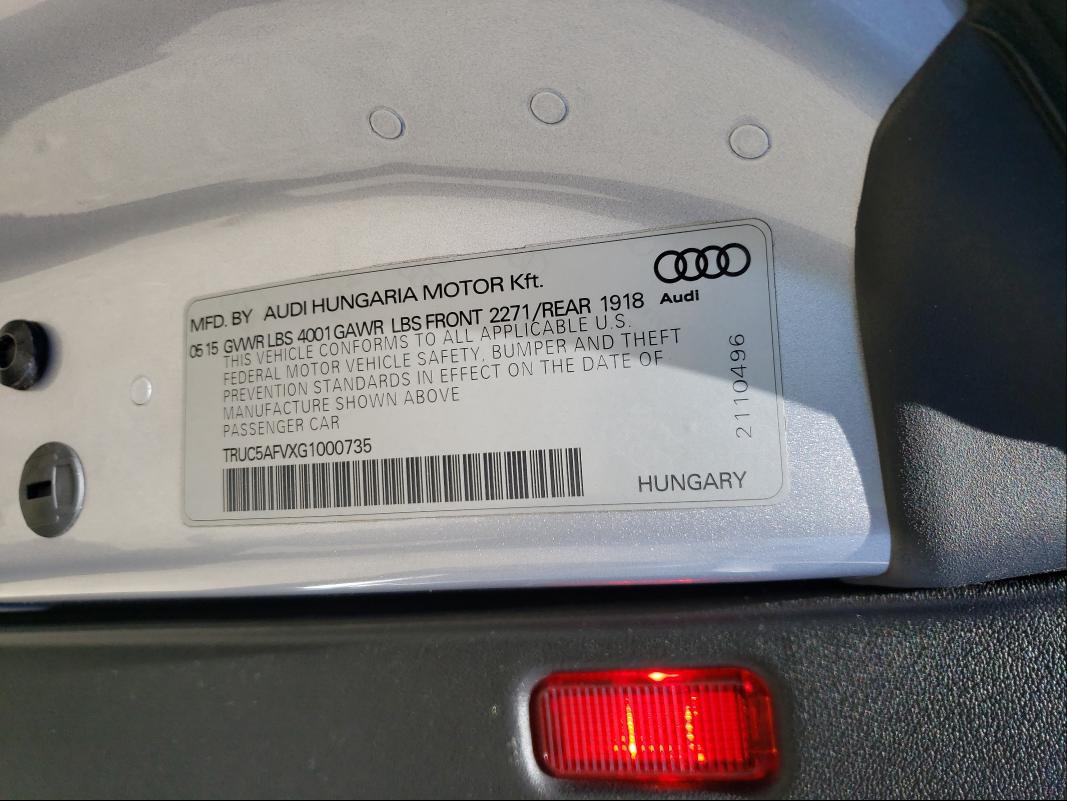 MFD. BY AUDI HUNGARIA MOTOR Kft.
Audi
05 15 GVWR LBS 4001 GAWR LBS FRONT 2271/REAR 1918
THIS VEHICLE CONFORMS TO ALL APPLICABLE U.S.
FEDERAL MOTOR VEHICLE SAFETY, BUMPER AND THEFT
PREVENTION STANDARDS IN EFFECT ON THE DATE OF
MANUFACTURE SHOWN ABOVE
PASSENGER CAR
TRUC5AFVXG1000735
2110496
HUNGARY